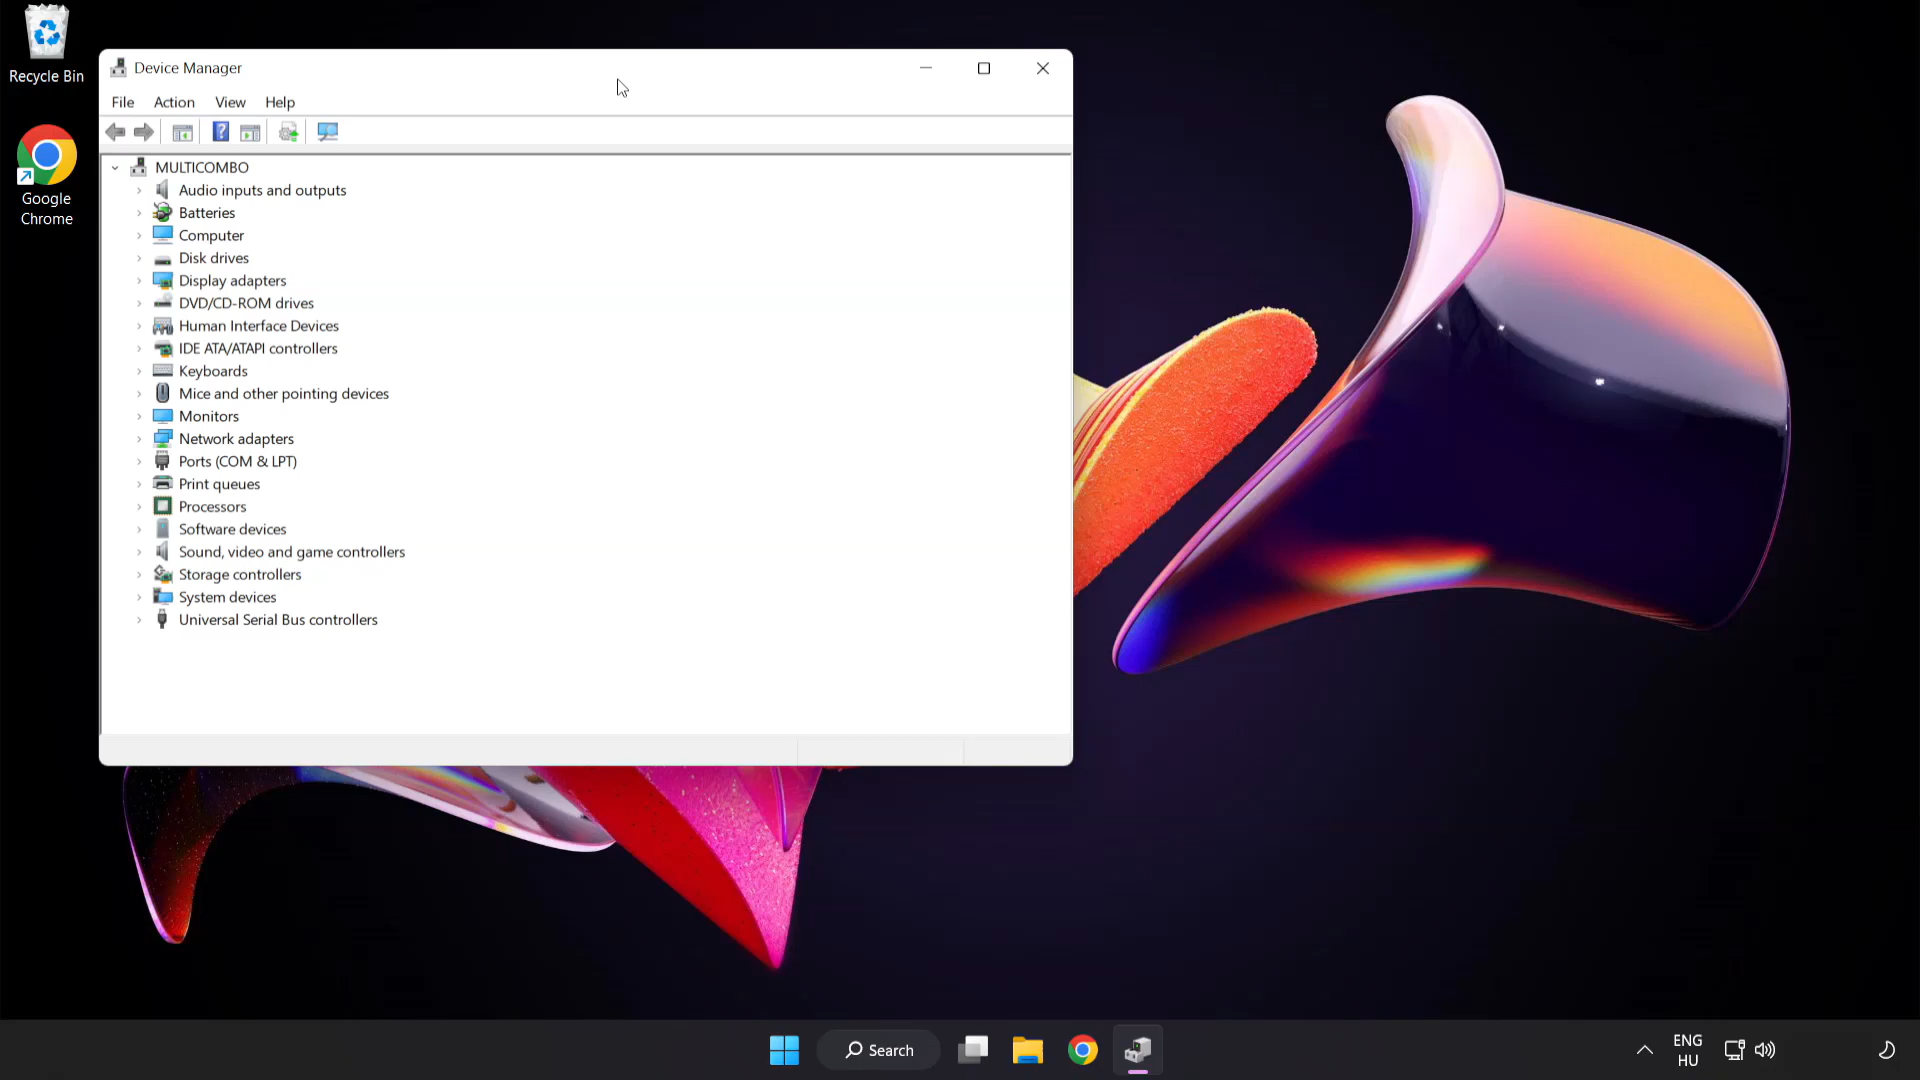 Recycle Bin
Google
Chrome
Device Manager
File Action View Help
MULTICOMBO
Audio inputs and outputs
Batteries
Computer
Disk drives
Display adapters
DVD/CD-ROM drives
Human Interface Devices
IDE ATA/ATAPI controllers
Keyboards
Mice and other pointing devices
Monitors
Network adapters
Ports (COM & LPT)
Print queues
Processors
Software devices
Sound, video and game controllers
Storage controllers
System devices
Universal Serial Bus controllers
Search
ENG
HU